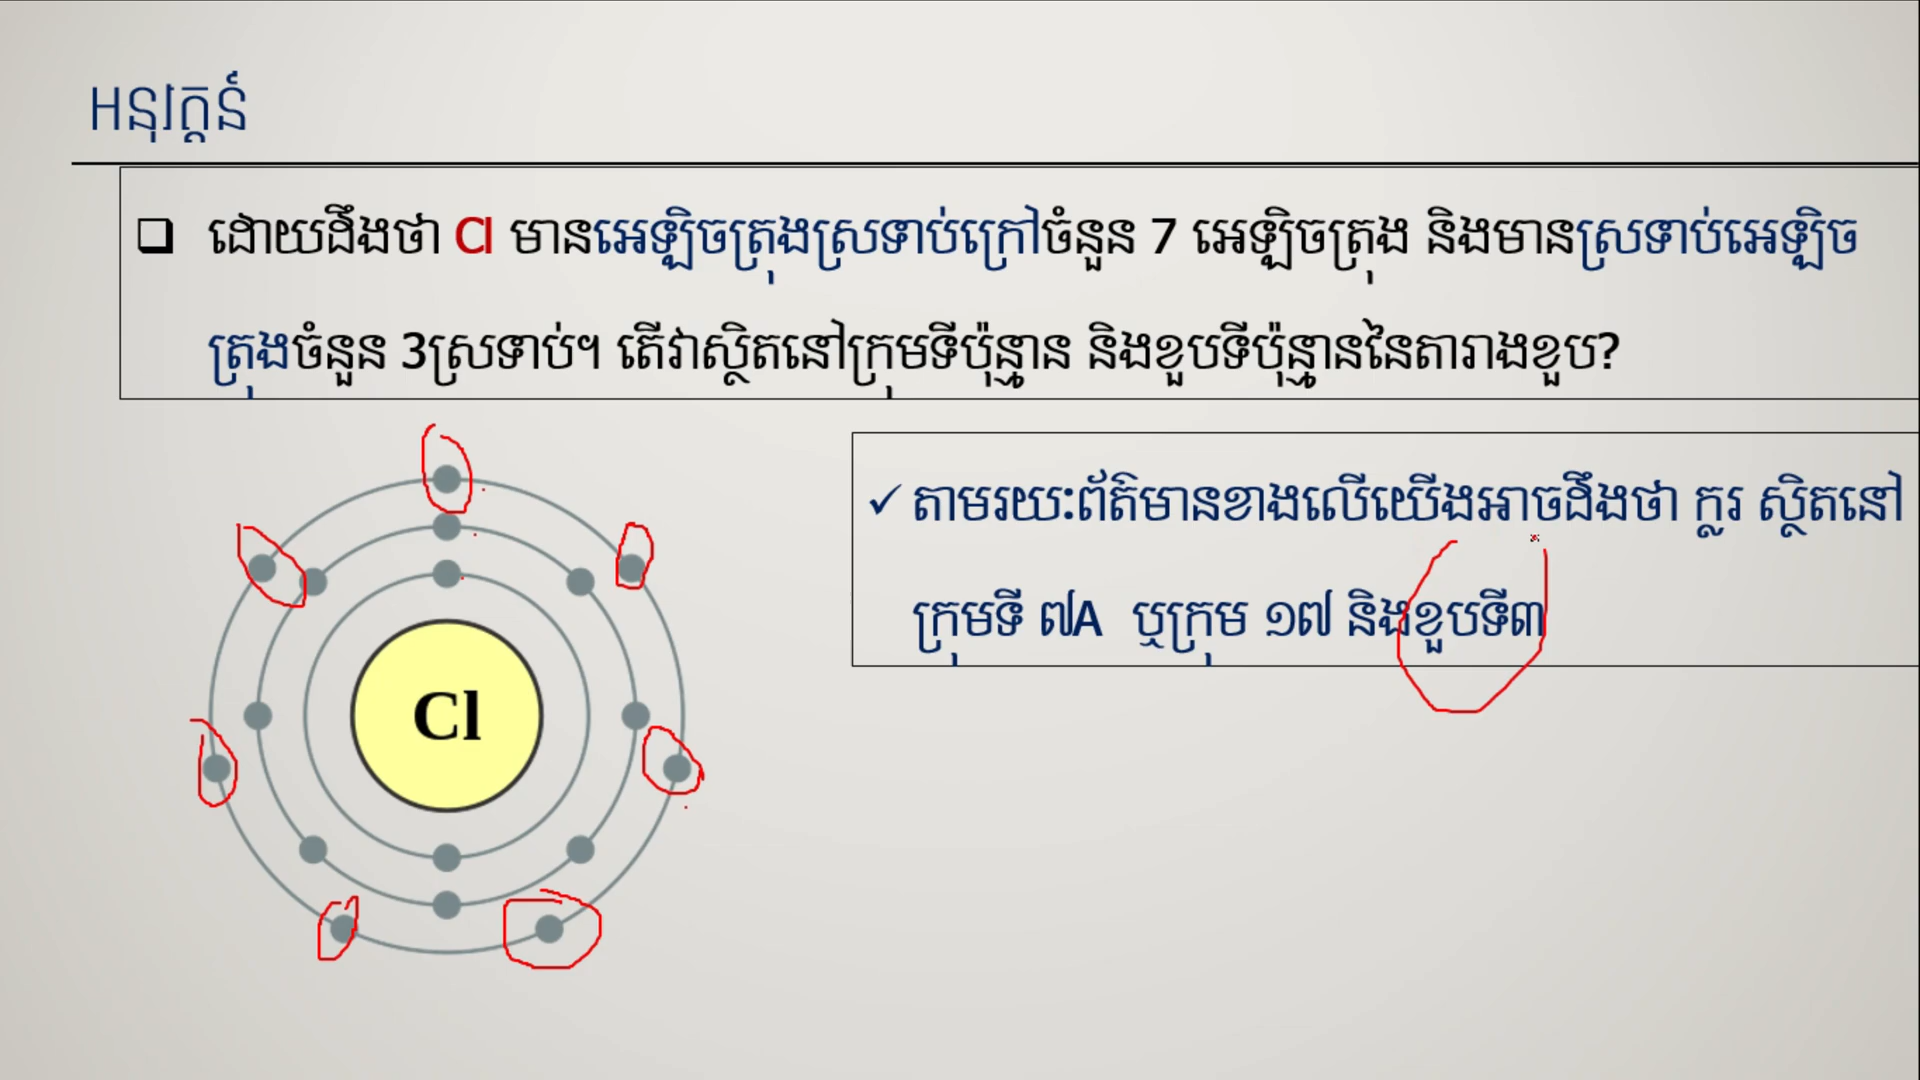 អនុវត្តន៍
ដោយដឹងថា Cl មានអេឡិចត្រុងស្រទាប់ក្រៅចំនួន 7 អេឡិចត្រុង និងមានស្រទាប់អេឡិច
ត្រុងចំនួន 3ស្រទាប់។ តើវាស្ថិតនៅក្រុមទីប៉ុន្មាន និងខួបទីប៉ុន្មាននៃតារាងខួប?
តាមរយៈព័ត៌មានខាងលើយើងអាចដឹងថា ក្លរ ស្ថិតនៅ
ក្រុមទី ៧A ឬក្រុម ១៧ និងខួបទី៣
Cl